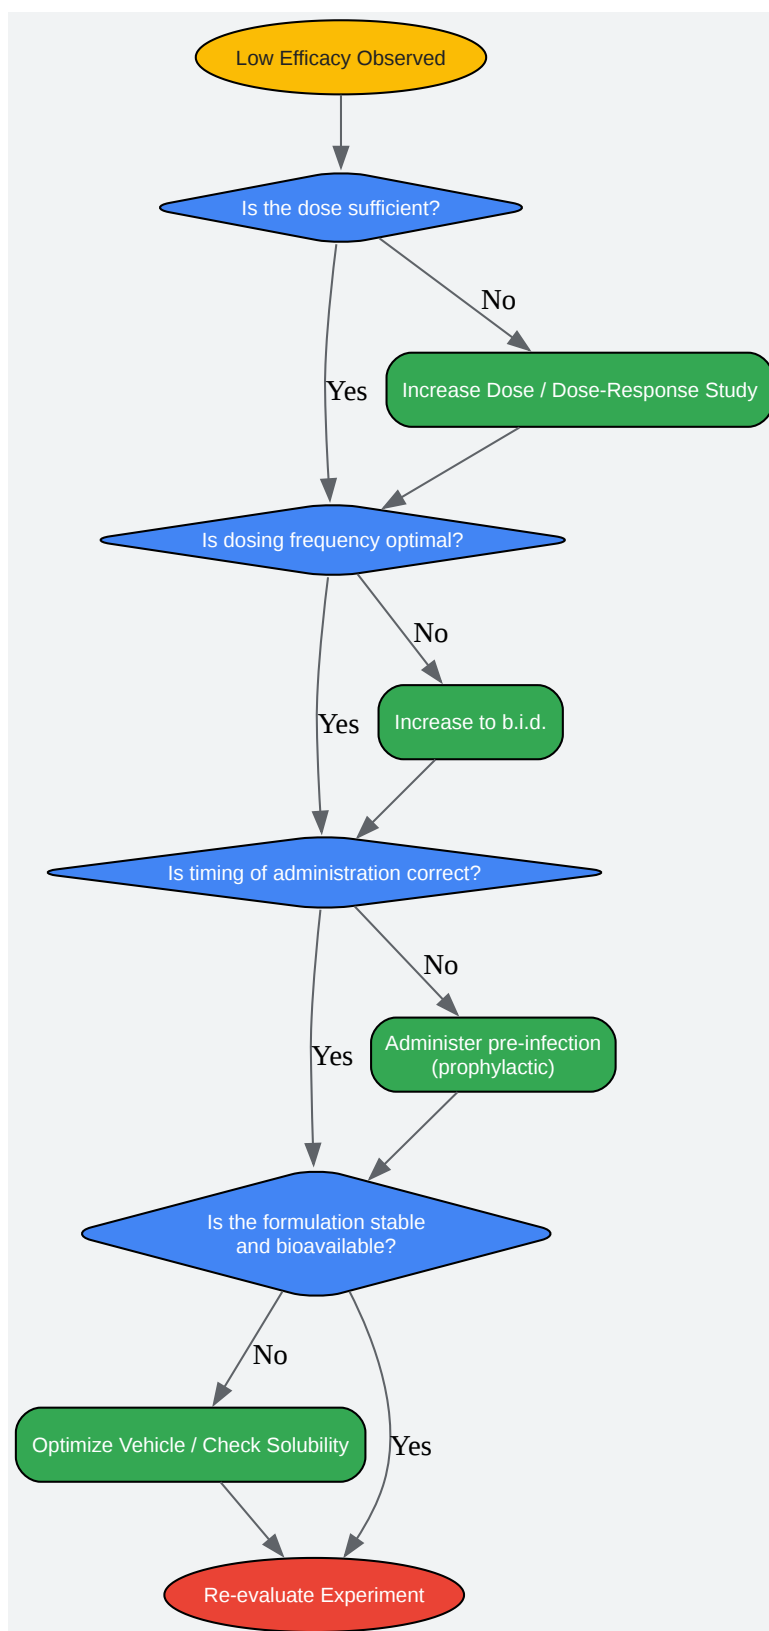 Low Efficacy Observed
Is the dose sufficient?
No
Yes
Increase Dose / Dose-Response Study
Is dosing frequency optimal?
No
Yes
Increase to b.i.d.
Is timing of administration correct?
No
Yes
Administer pre-infection
(prophylactic)
Is the formulation stable
and bioavailable?
No
Optimize Vehicle / Check Solubility
Yes
Re-evaluate Experiment